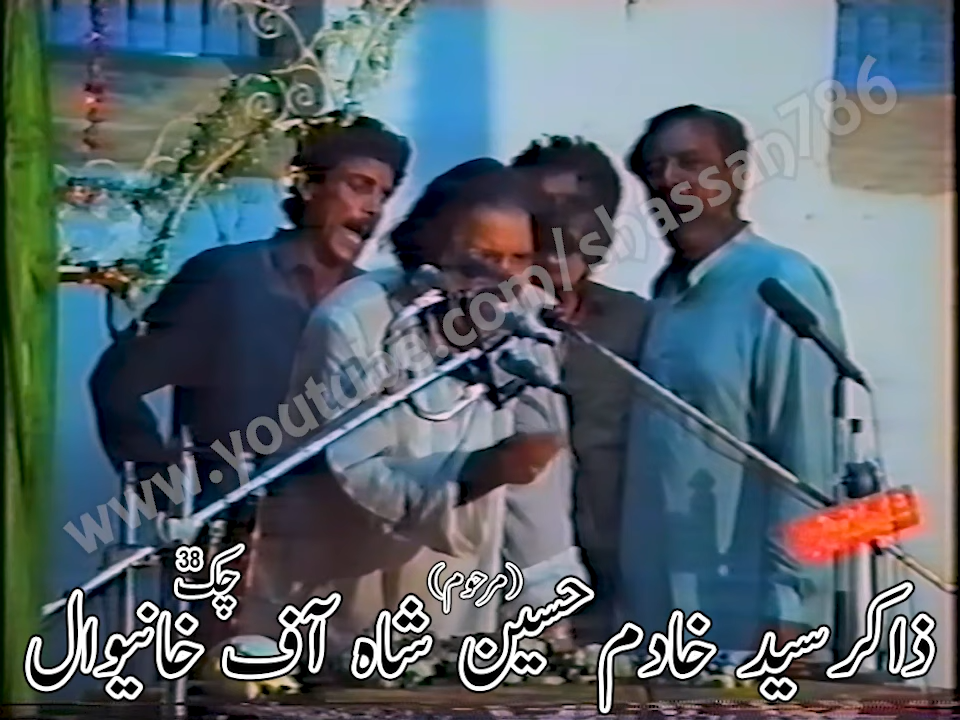 www.youtube.com/shassan786
ذاکر سید خادم حسین (مرحوم) شاہ آف چک 38 خانیوال